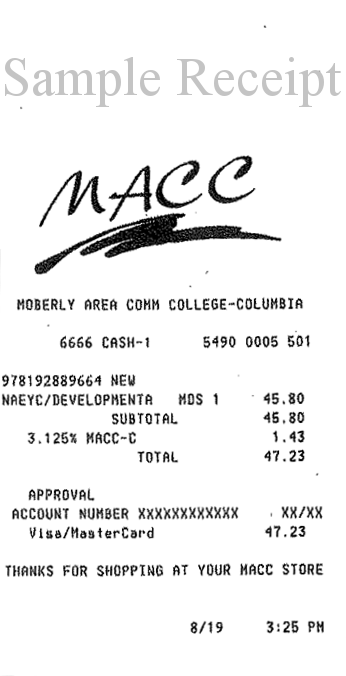 Sample Receipt
MACC
MOBERLY AREA COMM COLLEGE-COLUMBIA
6666 CASH-1 5490 0005 501
978192889664 NEW
NAEYC/DEVELOPMENTA MDS 1 45.80
SUBTOTAL 45.80
3.125% MACC-C 1.43
TOTAL 47.23
APPROVAL
ACCOUNT NUMBER XXXXXXXXXXXX XX/XX
Visa/MasterCard 47.23
THANKS FOR SHOPPING AT YOUR MACC STORE
8/19 3:25 PM